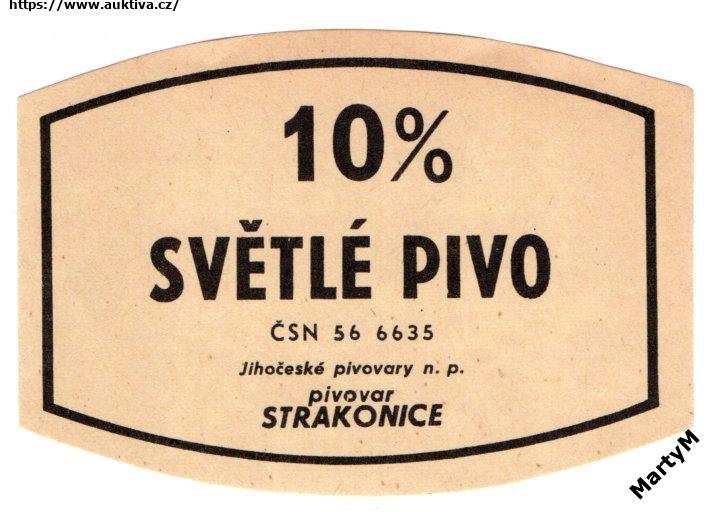 https://www.auktiva.cz/
10%
SVĚTLÉ PIVO
ČSN 56 6635
Jihočeské pivovary n. p.
pivovar
STRAKONICE
MartyM